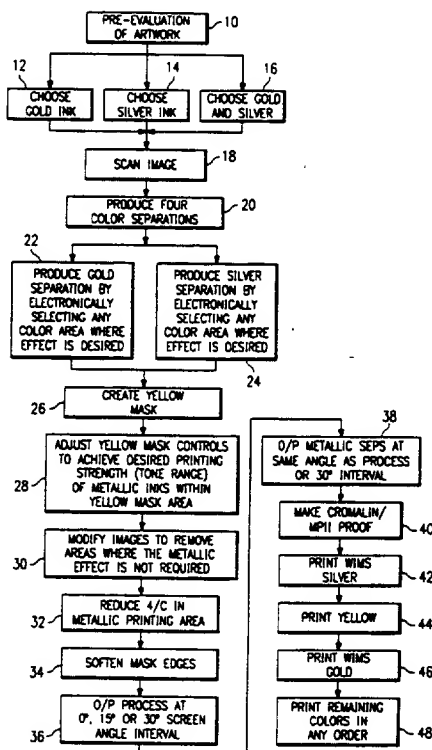 PRE-EVALUATION
OF ARTWORK
10
12
14
16
CHOOSE
GOLD INK
CHOOSE
SILVER INK
CHOOSE GOLD
AND SILVER
SCAN IMAGE
18
PRODUCE FOUR
COLOR SEPARATIONS
20
22
PRODUCE GOLD
SEPARATION BY
ELECTRONICALLY
SELECTING ANY
COLOR AREA WHERE
EFFECT IS DESIRED
PRODUCE SILVER
SEPARATION BY
ELECTRONICALLY
SELECTING ANY
COLOR AREA WHERE
EFFECT IS DESIRED
24
CREATE YELLOW
MASK
26
ADJUST YELLOW MASK CONTROLS
TO ACHIEVE DESIRED PRINTING
STRENGTH (TONE RANGE)
OF METALLIC INKS WITHIN
YELLOW MASK AREA
28
MODIFY IMAGES TO REMOVE
AREAS WHERE THE METALLIC
EFFECT IS NOT REQUIRED
30
REDUCE 4/C IN
METALLIC PRINTING AREA
32
SOFTEN MASK EDGES
34
O/P PROCESS AT
0°, 15° OR 30° SCREEN
ANGLE INTERVAL
36
38
O/P METALLIC SEPS AT
SAME ANGLE AS PROCESS
OR 30° INTERVAL
MAKE CROMALIN/
MPII PROOF
40
PRINT WIMS
SILVER
42
PRINT YELLOW
44
PRINT WIMS
GOLD
46
PRINT REMAINING
COLORS IN
ANY ORDER
48